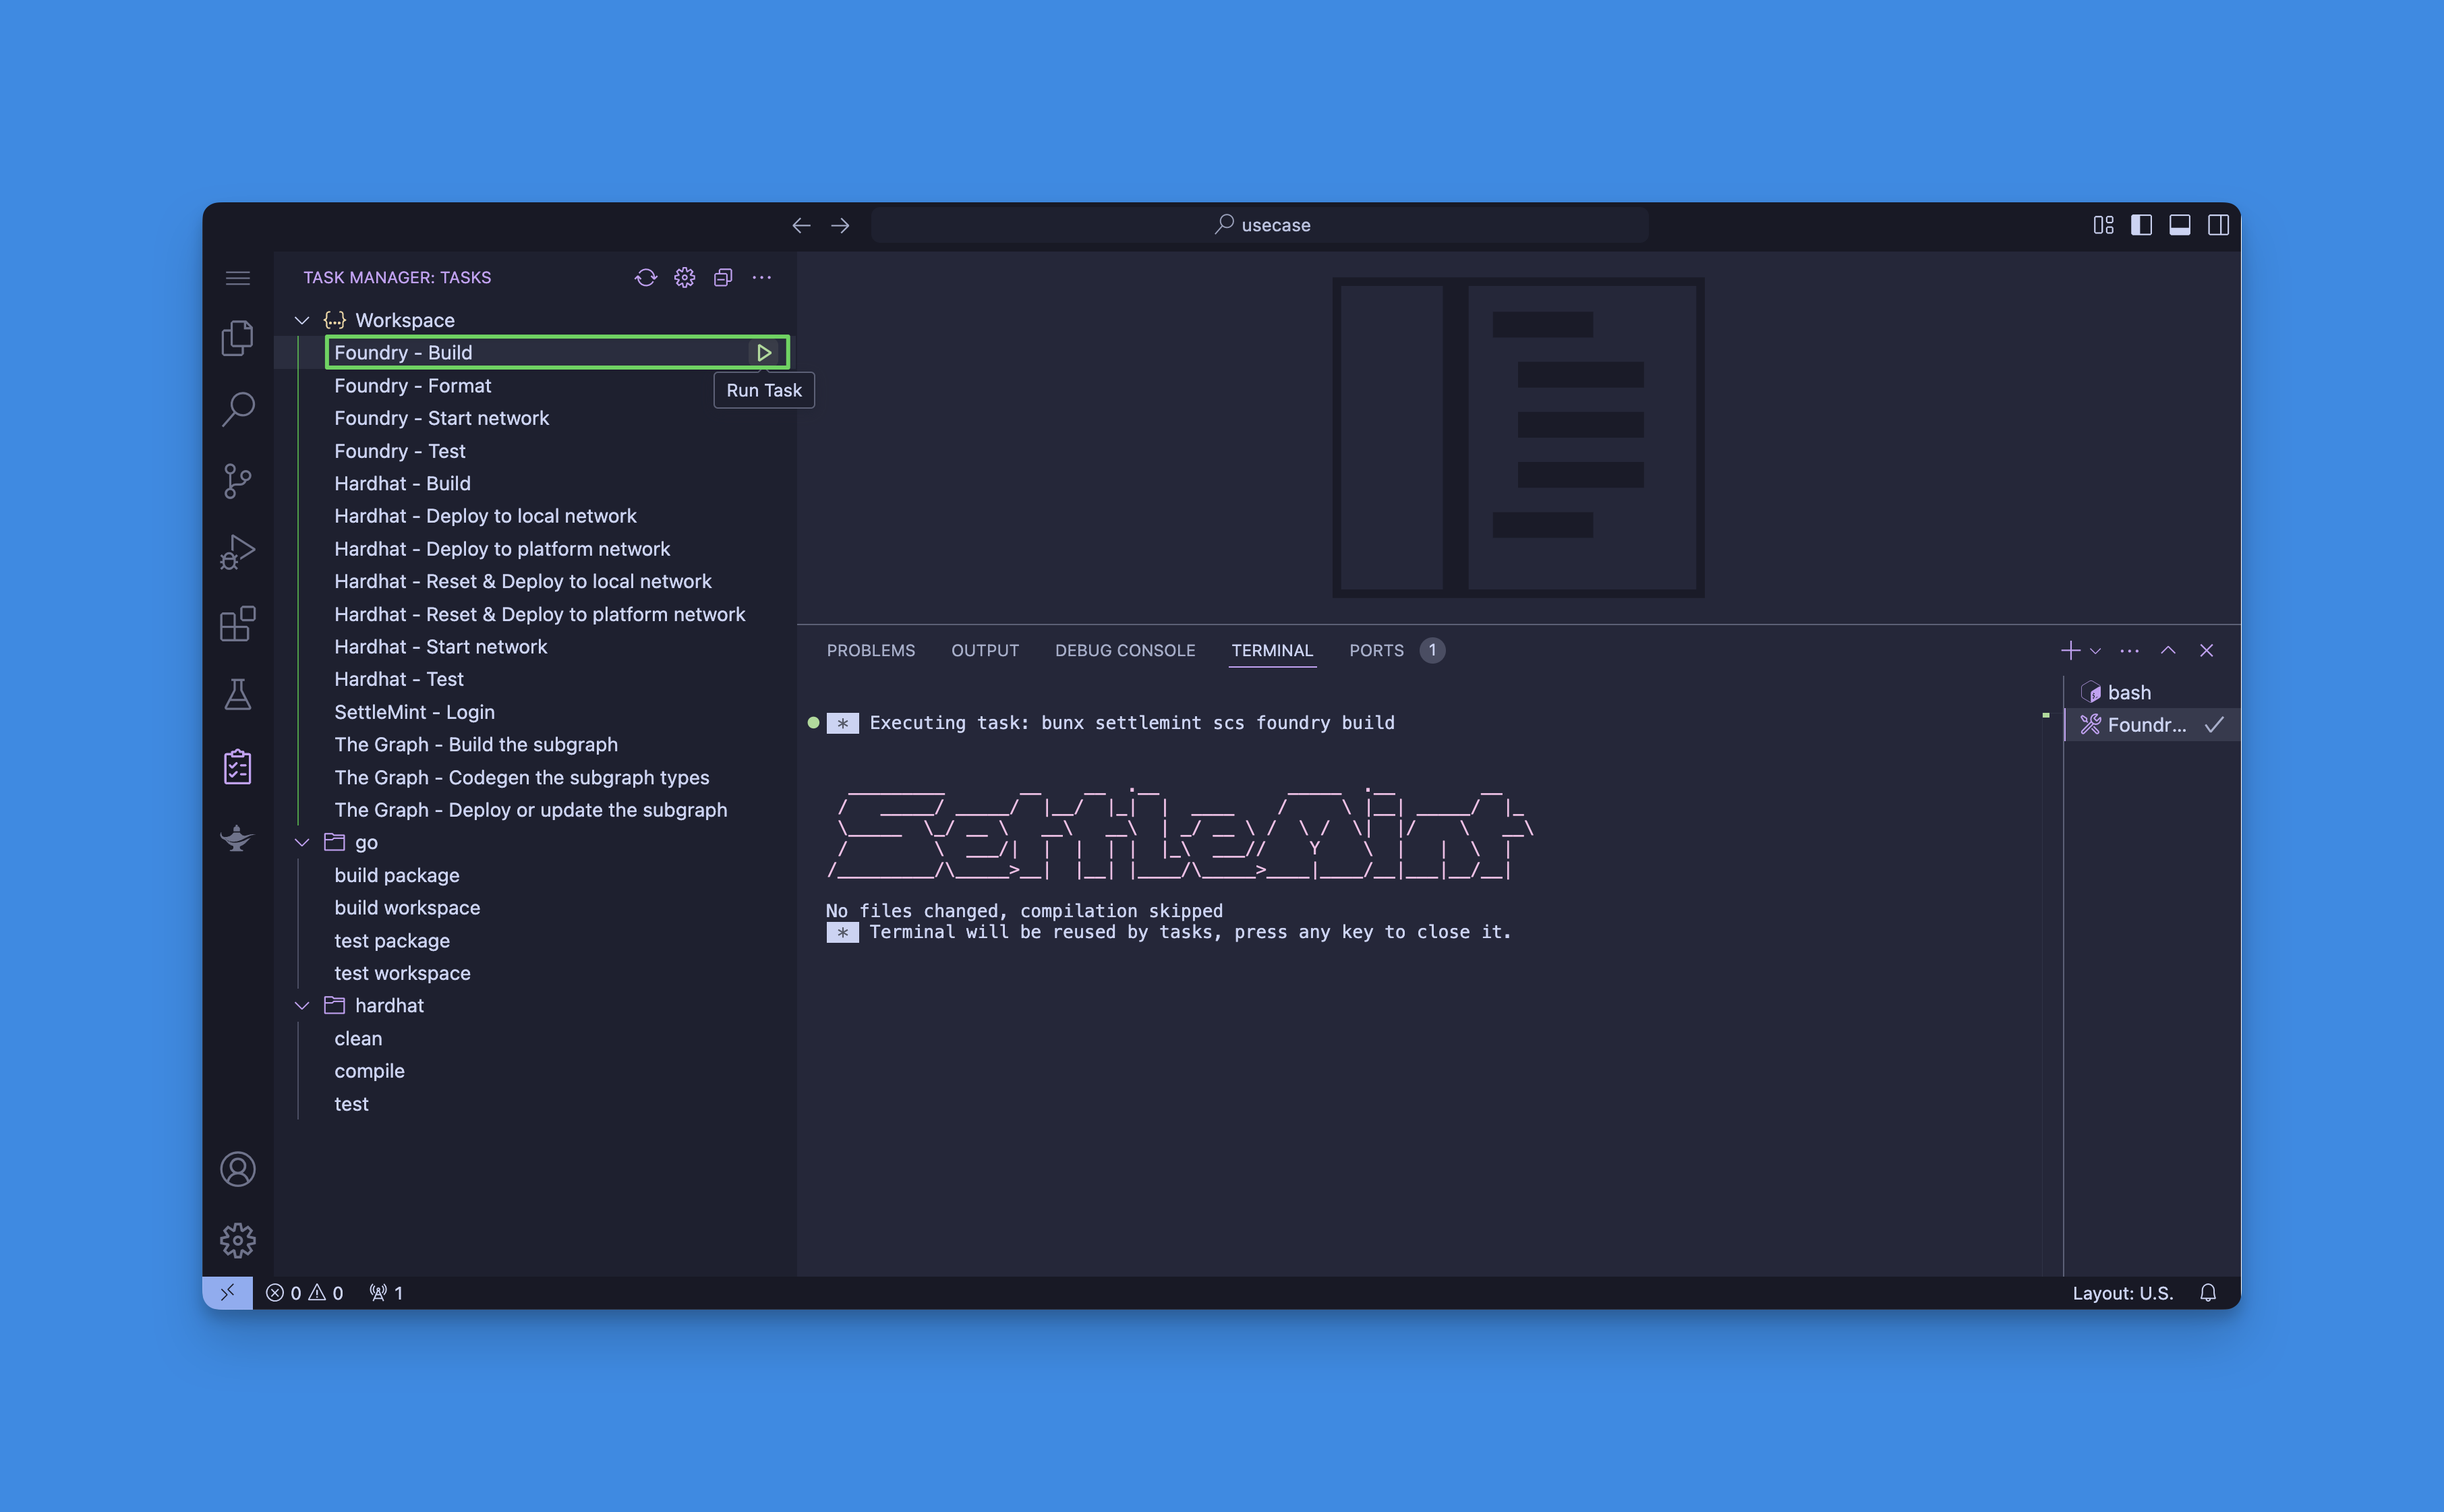 usecase
TASK MANAGER: TASKS
Workspace
Foundry - Build
Run Task
Foundry - Format
Foundry - Start network
Foundry - Test
Hardhat - Build
Hardhat - Deploy to local network
Hardhat - Deploy to platform network
Hardhat - Reset & Deploy to local network
Hardhat - Reset & Deploy to platform network
Hardhat - Start network
Hardhat - Test
SettleMint - Login
The Graph - Build the subgraph
The Graph - Codegen the subgraph types
The Graph - Deploy or update the subgraph
go
build package
build workspace
test package
test workspace
hardhat
clean
compile
test
PROBLEMS OUTPUT DEBUG CONSOLE TERMINAL PORTS 1
* Executing task: bunx settlemint scs foundry build
SettleMint
No files changed, compilation skipped
* Terminal will be reused by tasks, press any key to close it.
bash
Foundr...
0 0 1
Layout: U.S.